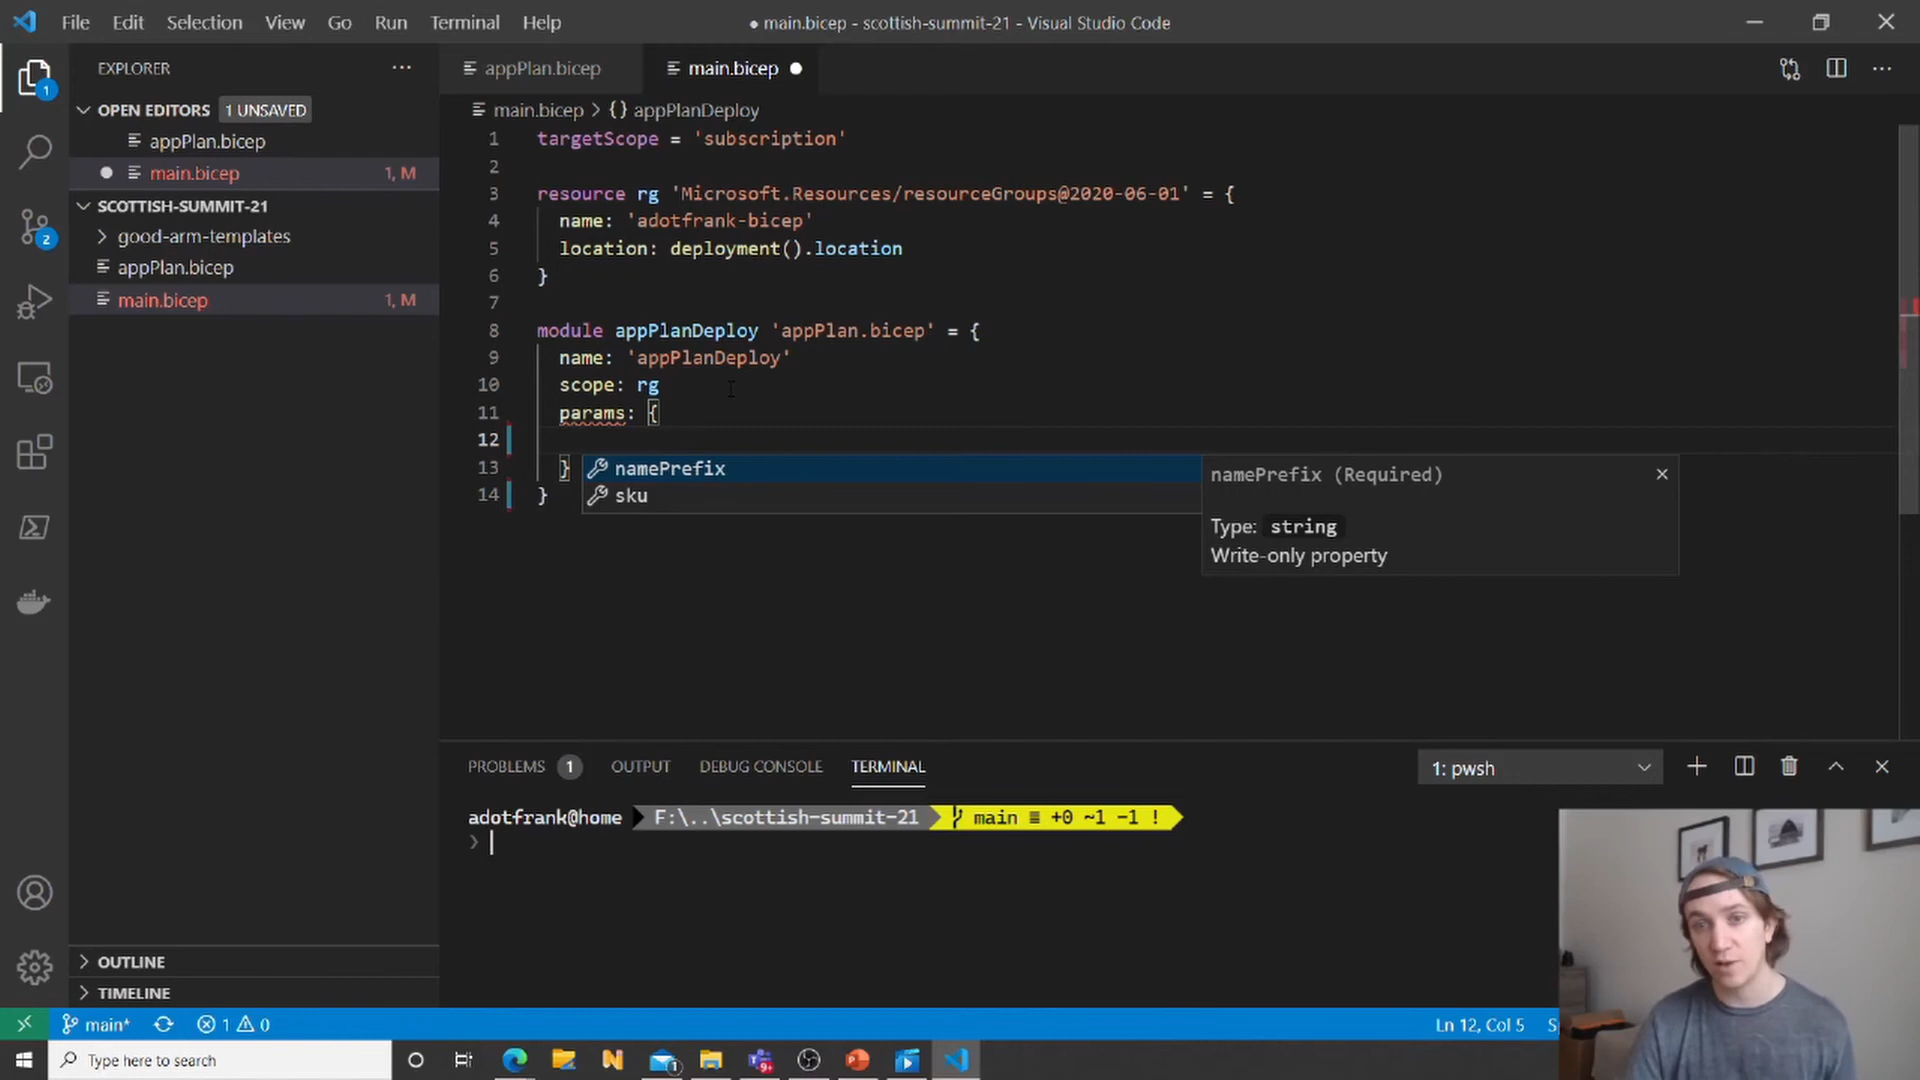 File Edit Selection View Go Run Terminal Help
● main.bicep - scottish-summit-21 - Visual Studio Code
EXPLORER
1
OPEN EDITORS 1 UNSAVED
appPlan.bicep
main.bicep 1, M
SCOTTISH-SUMMIT-21
good-arm-templates
appPlan.bicep
main.bicep 1, M
2
OUTLINE
TIMELINE
appPlan.bicep
main.bicep
main.bicep > {} appPlanDeploy
1 targetScope = 'subscription'
2
3 resource rg 'Microsoft.Resources/resourceGroups@2020-06-01' = {
4 name: 'adotfrank-bicep'
5 location: deployment().location
6 }
7
8 module appPlanDeploy 'appPlan.bicep' = {
9 name: 'appPlanDeploy'
10 scope: rg
11 params: {
12
13 }
14 }
namePrefix
sku
namePrefix (Required)
Type: string
Write-only property
PROBLEMS 1 OUTPUT DEBUG CONSOLE TERMINAL
1: pwsh
adotfrank@home F:\..\scottish-summit-21 main ≡ +0 ~1 -1 !
❯
main* 1 0
Ln 12, Col 5
Type here to search
1
9+